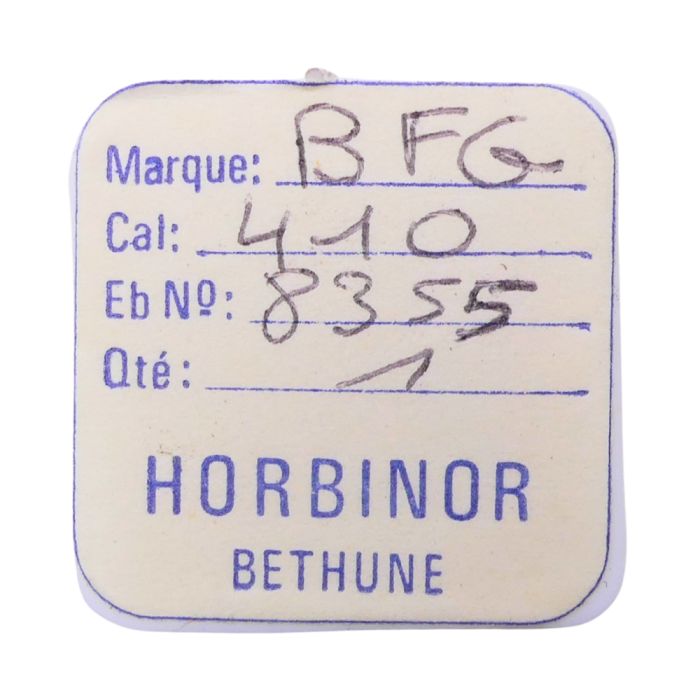 Marque: BFG
Cal: 410
Eb Nº: 8355
Qté: 1
HORBINOR
BETHUNE